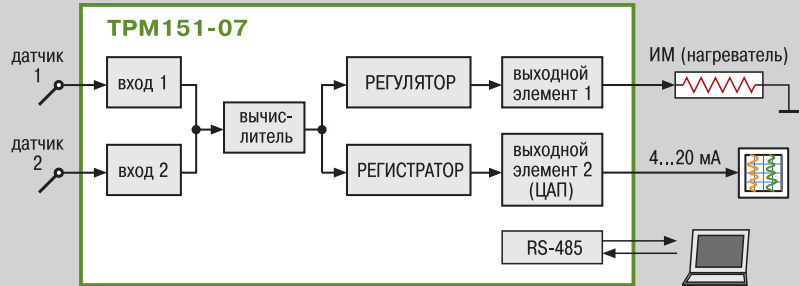 ТРМ151-07
датчик
1
вход 1
датчик
2
вход 2
вычис-
литель
РЕГУЛЯТОР
выходной
элемент 1
ИМ (нагреватель)
РЕГИСТРАТОР
выходной
элемент 2
(ЦАП)
4...20 мА
RS-485